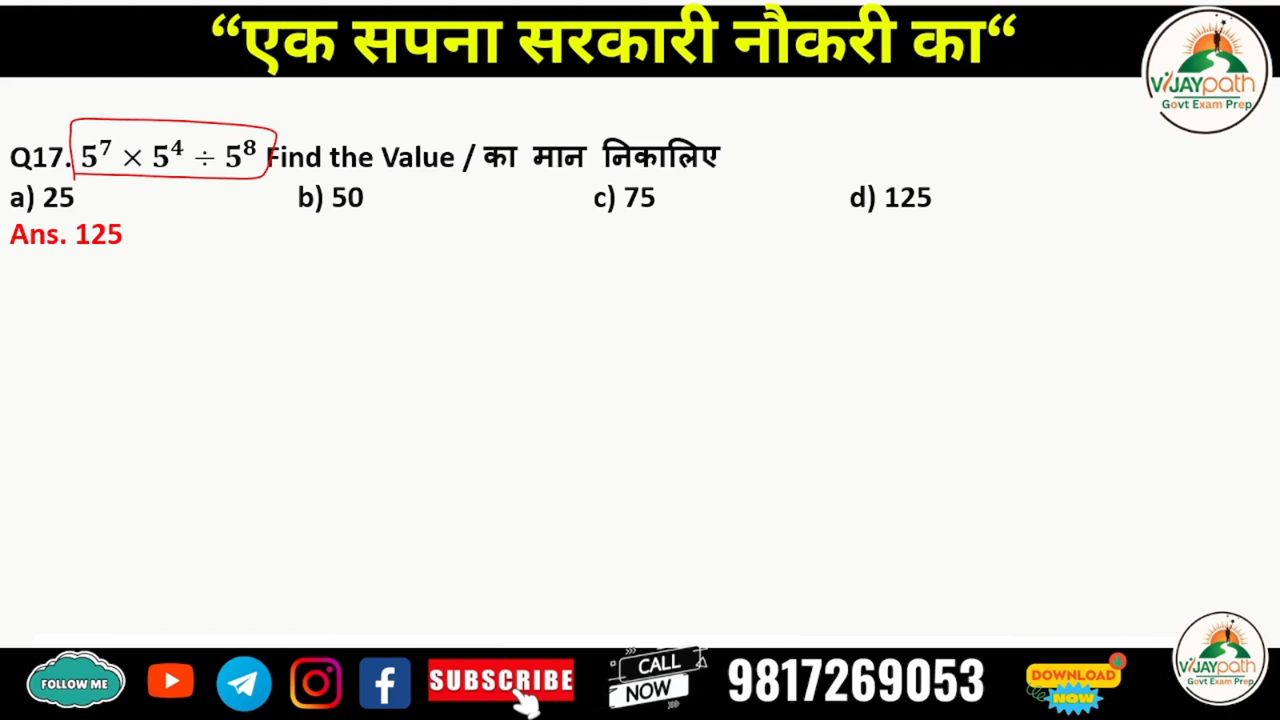 “एक सपना सरकारी नौकरी का“
VIJAYpath
Govt Exam Prep
Q17. 5⁷ × 5⁴ ÷ 5⁸ Find the Value / का मान निकालिए
a) 25 b) 50 c) 75 d) 125
Ans. 125
FOLLOW ME
SUBSCRIBE
CALL
NOW
9817269053
DOWNLOAD
NOW
VIJAYpath
Govt Exam Prep